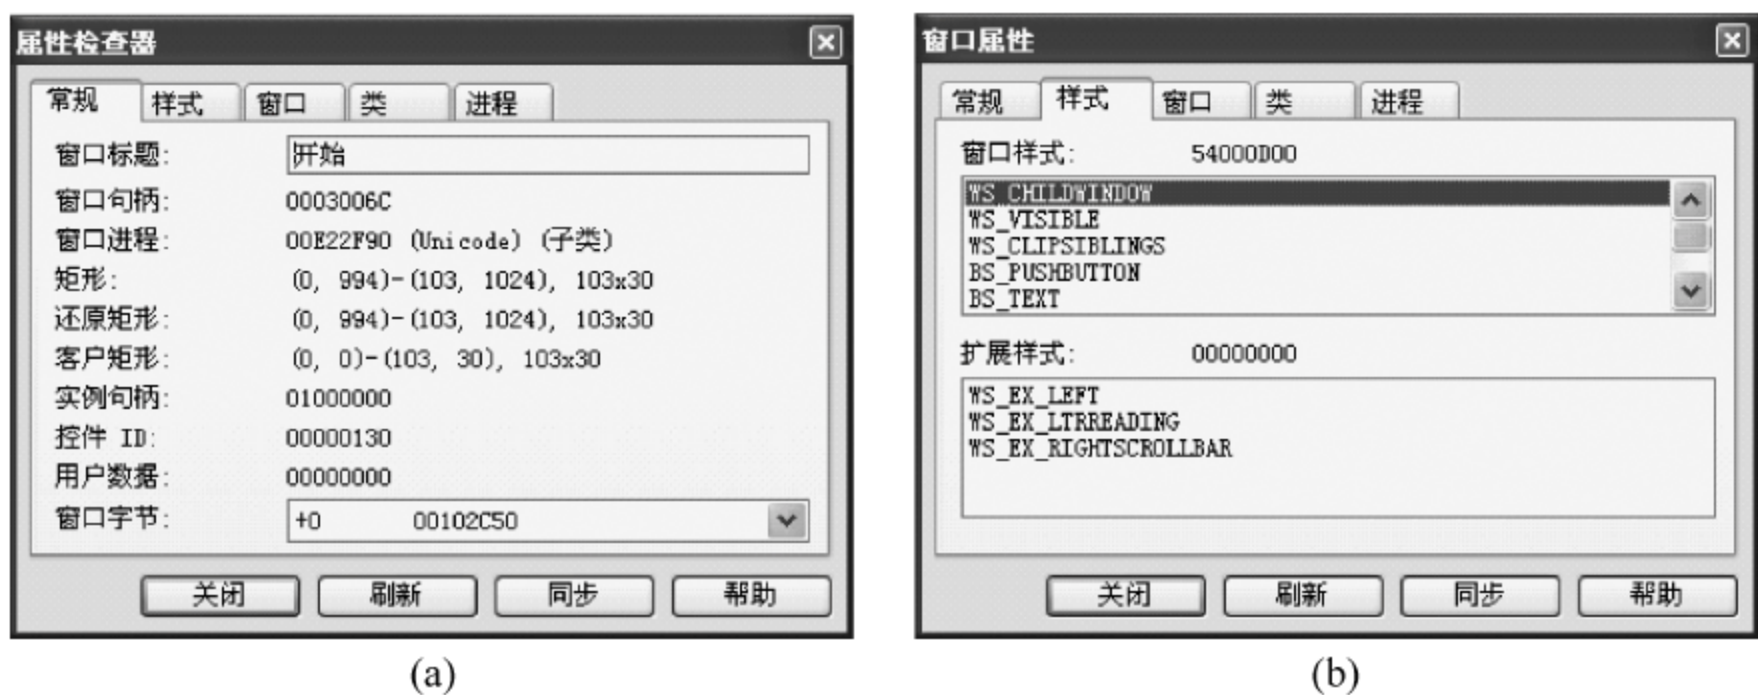 属性检查器
常规 样式 窗口 类 进程
窗口标题: 开始
窗口句柄: 0003006C
窗口进程: 00E22F90 (Unicode) (子类)
矩形: (0, 994)-(103, 1024), 103x30
还原矩形: (0, 994)-(103, 1024), 103x30
客户矩形: (0, 0)-(103, 30), 103x30
实例句柄: 01000000
控件 ID: 00000130
用户数据: 00000000
窗口字节: +0 00102C50
关闭 刷新 同步 帮助
(a)
窗口属性
常规 样式 窗口 类 进程
窗口样式: 54000D00
WS_CHILDWINDOW
WS_VISIBLE
WS_CLIPSIBLINGS
BS_PUSHBUTTON
BS_TEXT
扩展样式: 00000000
WS_EX_LEFT
WS_EX_LTRREADING
WS_EX_RIGHTSCROLLBAR
关闭 刷新 同步 帮助
(b)